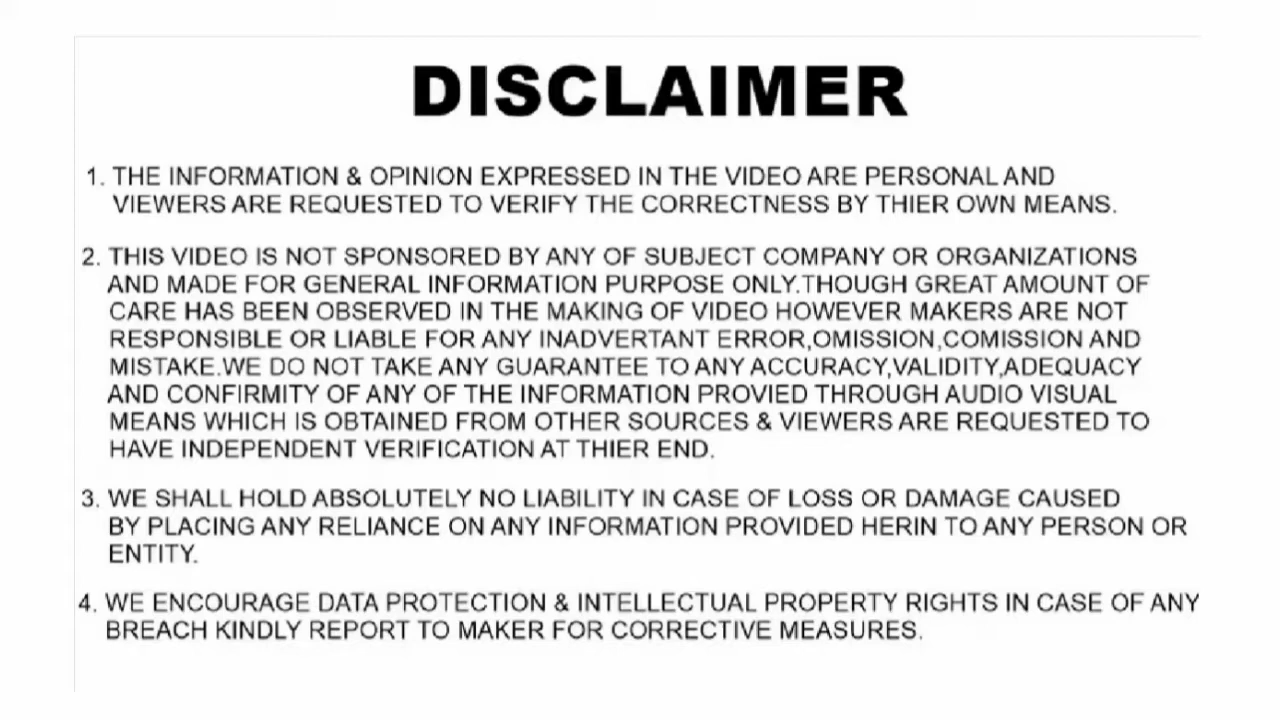 DISCLAIMER
1. THE INFORMATION & OPINION EXPRESSED IN THE VIDEO ARE PERSONAL AND
VIEWERS ARE REQUESTED TO VERIFY THE CORRECTNESS BY THIER OWN MEANS.
2. THIS VIDEO IS NOT SPONSORED BY ANY OF SUBJECT COMPANY OR ORGANIZATIONS
AND MADE FOR GENERAL INFORMATION PURPOSE ONLY.THOUGH GREAT AMOUNT OF
CARE HAS BEEN OBSERVED IN THE MAKING OF VIDEO HOWEVER MAKERS ARE NOT
RESPONSIBLE OR LIABLE FOR ANY INADVERTANT ERROR,OMISSION,COMISSION AND
MISTAKE.WE DO NOT TAKE ANY GUARANTEE TO ANY ACCURACY,VALIDITY,ADEQUACY
AND CONFIRMITY OF ANY OF THE INFORMATION PROVIED THROUGH AUDIO VISUAL
MEANS WHICH IS OBTAINED FROM OTHER SOURCES & VIEWERS ARE REQUESTED TO
HAVE INDEPENDENT VERIFICATION AT THIER END.
3. WE SHALL HOLD ABSOLUTELY NO LIABILITY IN CASE OF LOSS OR DAMAGE CAUSED
BY PLACING ANY RELIANCE ON ANY INFORMATION PROVIDED HERIN TO ANY PERSON OR
ENTITY.
4. WE ENCOURAGE DATA PROTECTION & INTELLECTUAL PROPERTY RIGHTS IN CASE OF ANY
BREACH KINDLY REPORT TO MAKER FOR CORRECTIVE MEASURES.